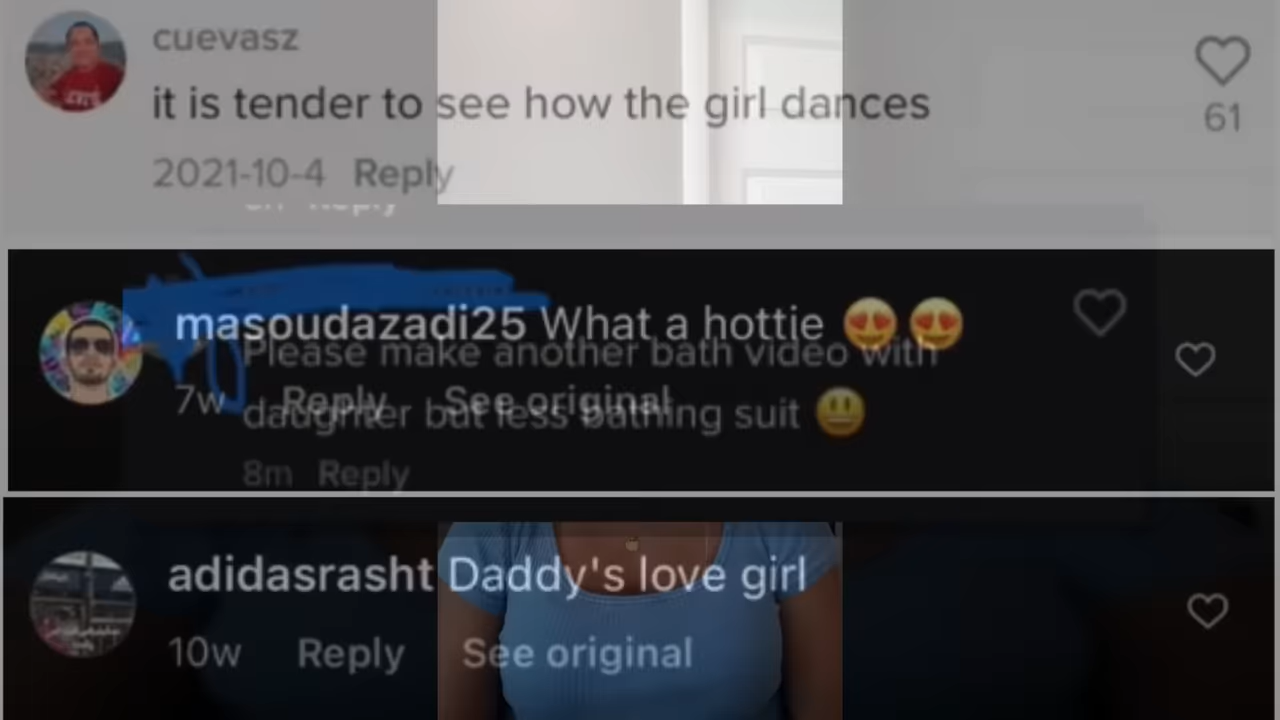 cuevasz
it is tender to see how the girl dances
61
2021-10-4 Reply
Reply
masoudazadi25 What a hottie 😍😍
Please make another bath video with
7w Reply See original
daughter but less bathing suit 😃
8m Reply
adidasrasht Daddy's love girl
10w Reply See original